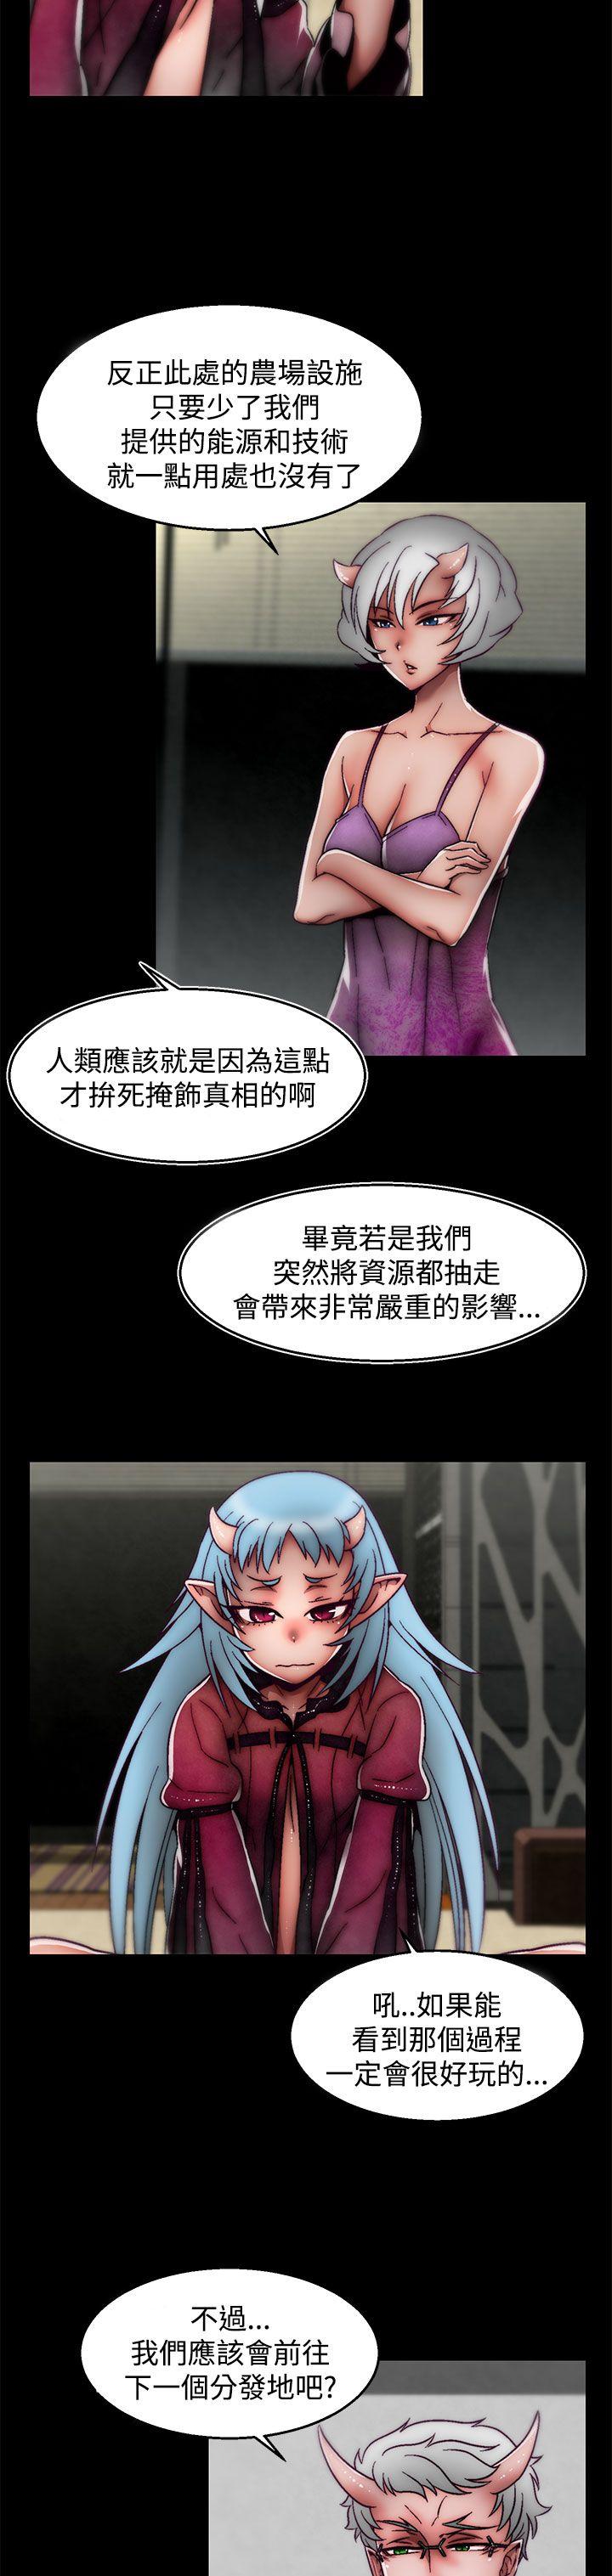 反正此處的農場設施
只要少了我們
提供的能源和技術
就一點用處也沒有了
人類應該就是因為這點
才拚死掩飾真相的啊
畢竟若是我們
突然將資源都抽走
會帶來非常嚴重的影響...
吼..如果能
看到那個過程
一定會很好玩的...
不過...
我們應該會前往
下一個分發地吧?